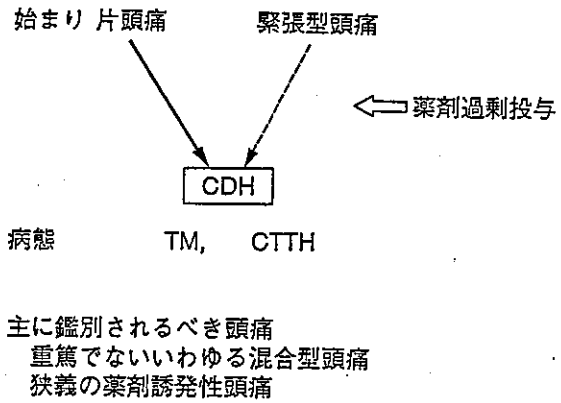 始まり 片頭痛 緊張型頭痛
薬剤過剰投与
CDH
病態 TM, CTTH
主に鑑別されるべき頭痛
重篤でないいわゆる混合型頭痛
狭義の薬剤誘発性頭痛